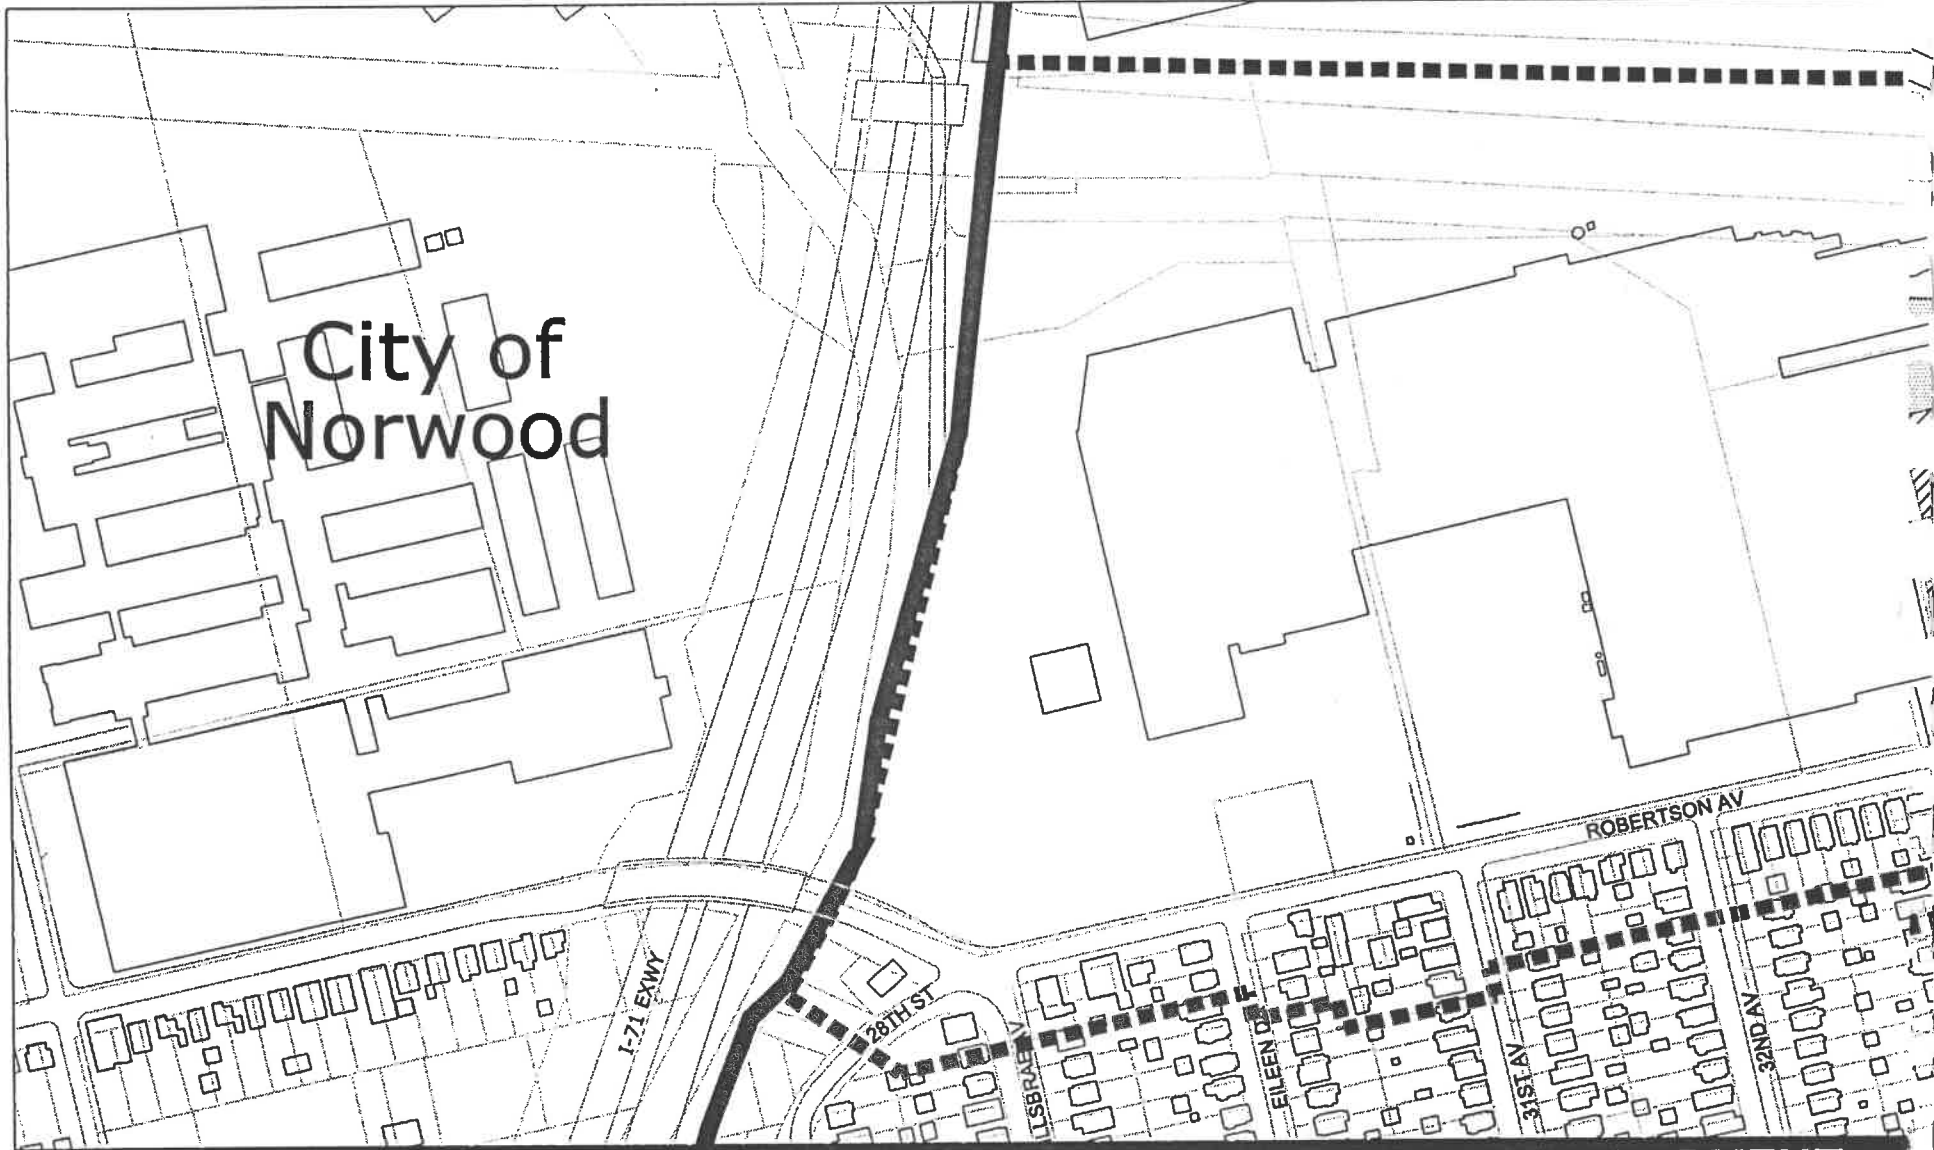 City of
Norwood
ROBERTSON AV
I-71 EXWY
28TH ST
EILEEN DR
31ST AV
32ND AV